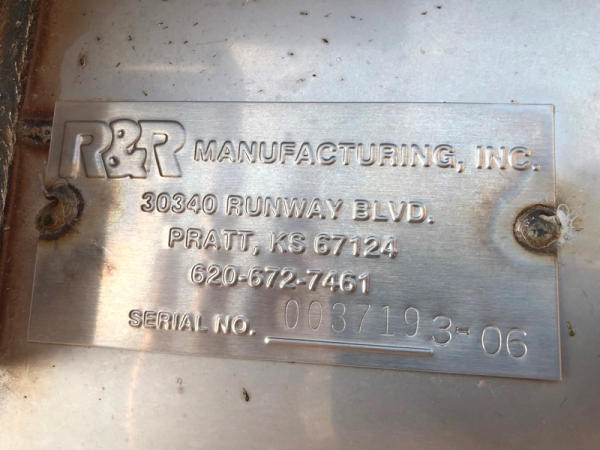 R&R MANUFACTURING, INC.
30340 RUNWAY BLVD.
PRATT, KS 67124
620-672-7461
SERIAL NO. 0037193-06